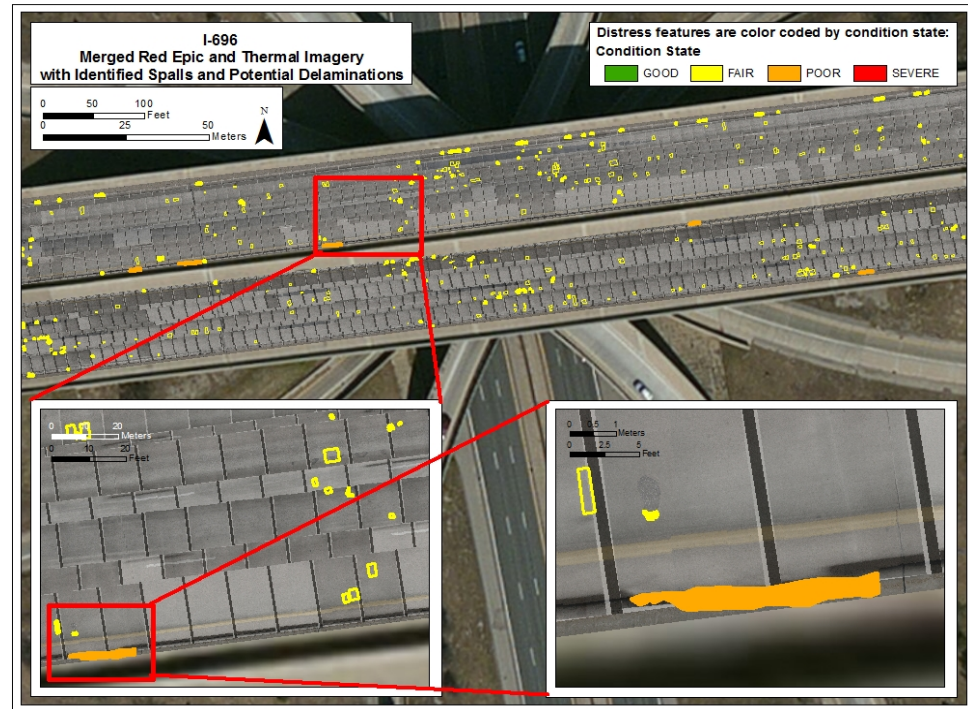 I-696
Merged Red Epic and Thermal Imagery
with Identified Spalls and Potential Delaminations
Distress features are color coded by condition state:
Condition State
GOOD FAIR POOR SEVERE
0 50 100
Feet
0 25 50
Meters
N
0 10 20
Meters
0 10 20
Feet
0 0.5 1
Meters
0 2.5 5
Feet